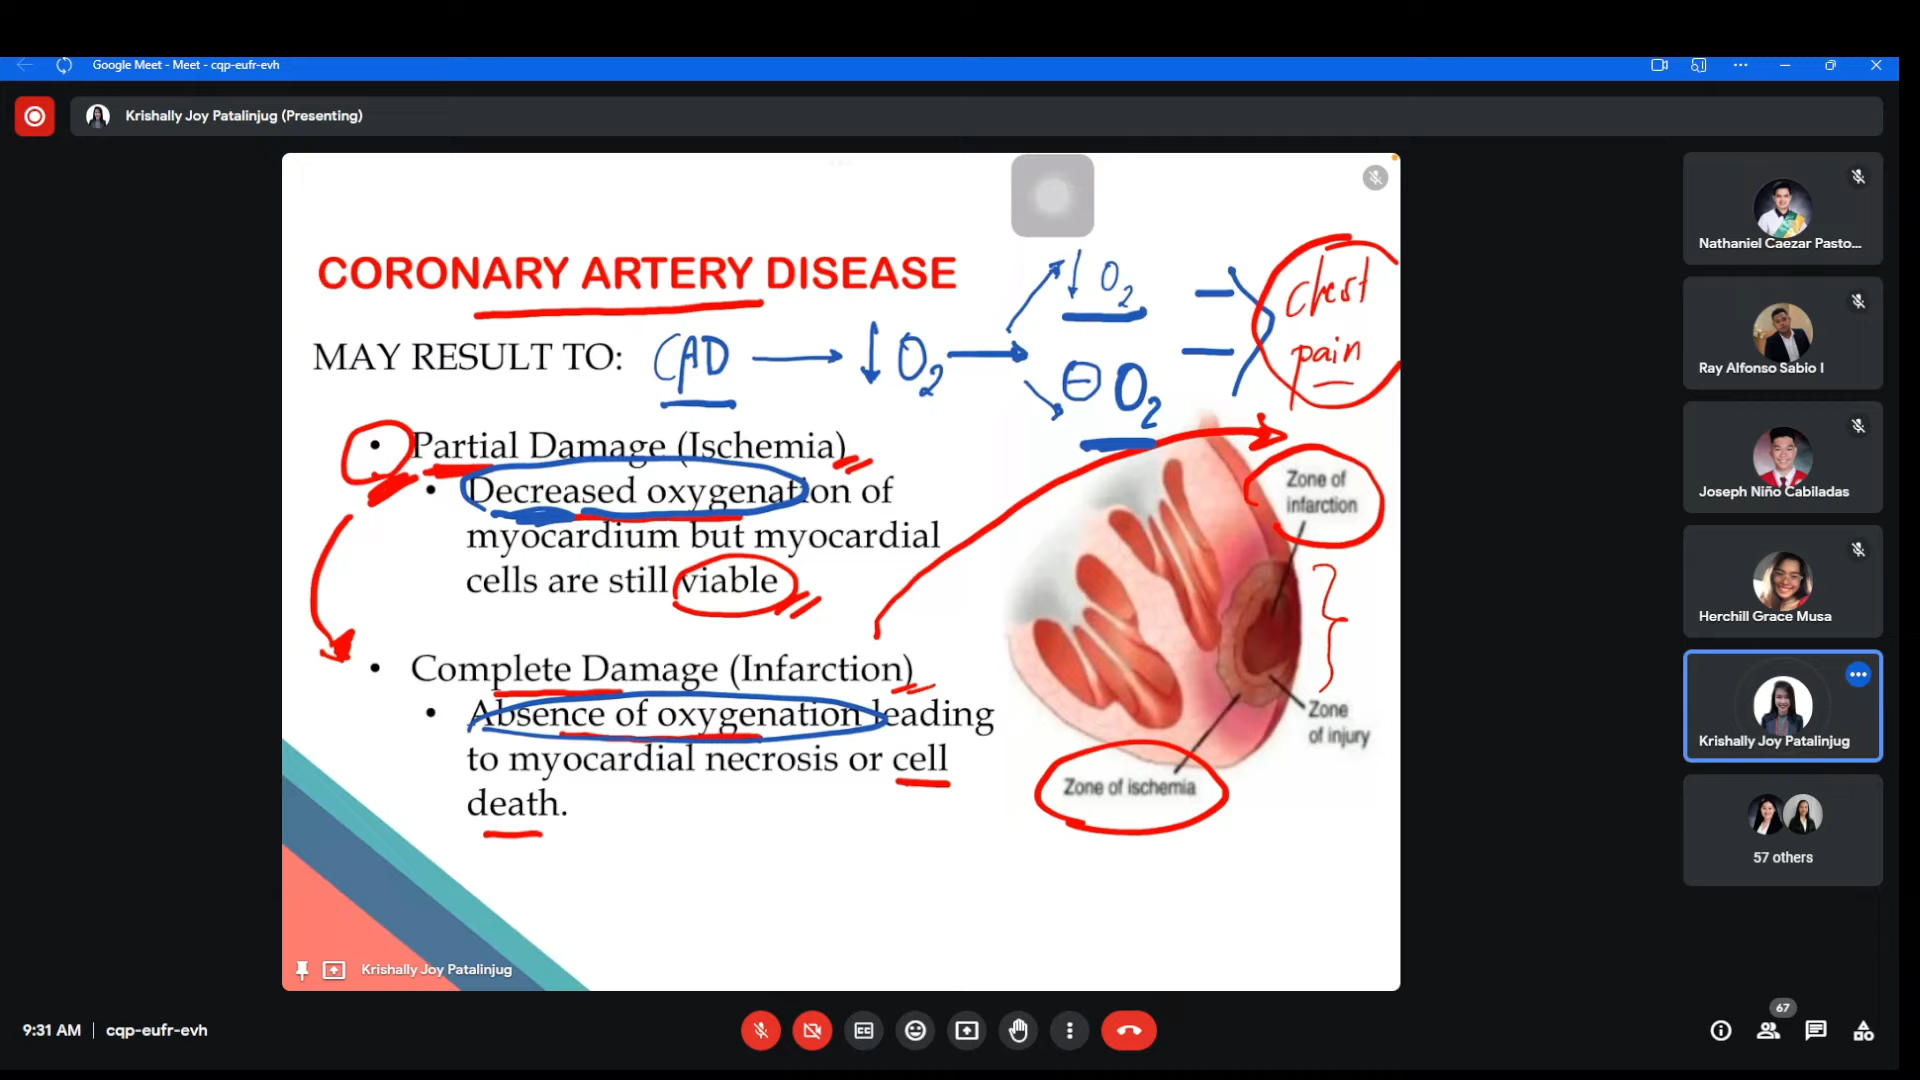 Google Meet - Meet - cqp-eufr-evh
Krishally Joy Patalinjug (Presenting)
CORONARY ARTERY DISEASE
MAY RESULT TO:
CAD → ↓ O2 →
↓ O2
⊖ O2
chest
pain
• Partial Damage (Ischemia)
• Decreased oxygenation of
myocardium but myocardial
cells are still viable
• Complete Damage (Infarction)
• Absence of oxygenation leading
to myocardial necrosis or cell
death.
Zone of
infarction
Zone
of injury
Zone of ischemia
Krishally Joy Patalinjug
Nathaniel Caezar Pasto...
Ray Alfonso Sabio I
Joseph Niño Cabiladas
Herchill Grace Musa
Krishally Joy Patalinjug
57 others
9:31 AM | cqp-eufr-evh
CC
67